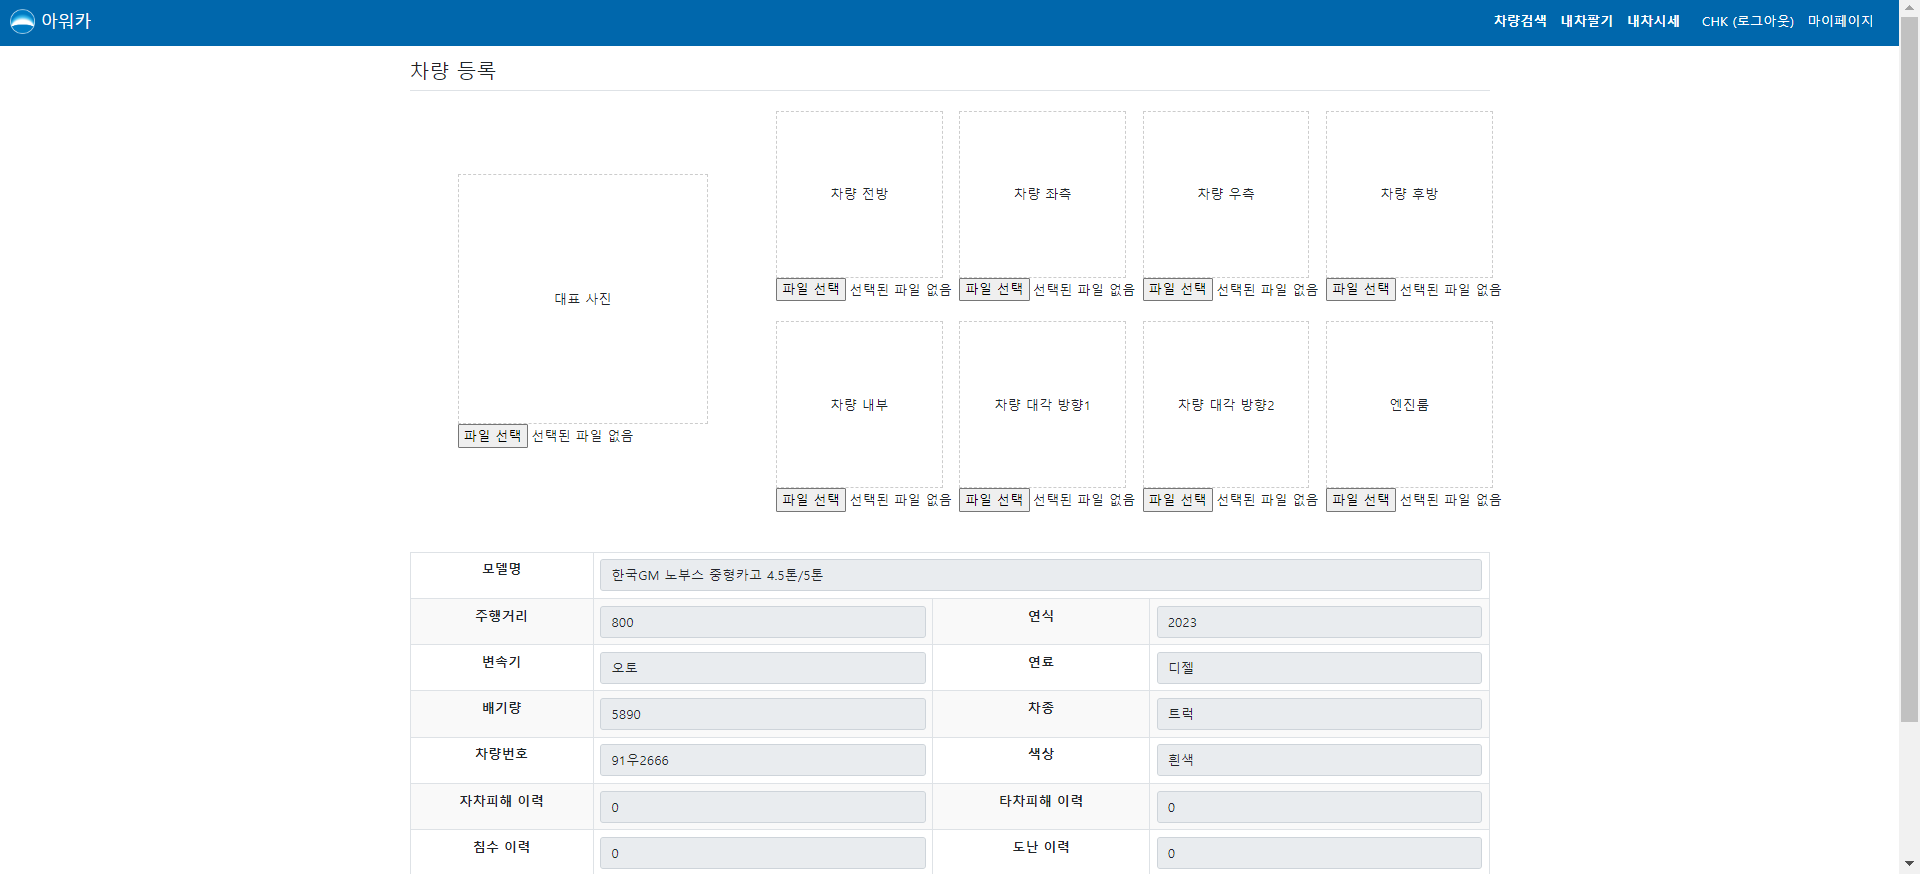 아워카
차량검색 내차팔기 내차시세 CHK (로그아웃) 마이페이지
차량 등록
대표 사진
파일 선택 선택된 파일 없음
차량 전방 차량 좌측 차량 우측 차량 후방
파일 선택 선택된 파일 없음 파일 선택 선택된 파일 없음 파일 선택 선택된 파일 없음 파일 선택 선택된 파일 없음
차량 내부 차량 대각 방향1 차량 대각 방향2 엔진룸
파일 선택 선택된 파일 없음 파일 선택 선택된 파일 없음 파일 선택 선택된 파일 없음 파일 선택 선택된 파일 없음
모델명 한국GM 노부스 중형카고 4.5톤/5톤
주행거리 800 연식 2023
변속기 오토 연료 디젤
배기량 5890 차종 트럭
차량번호 91우2666 색상 흰색
자차피해 이력 0 타차피해 이력 0
침수 이력 0 도난 이력 0